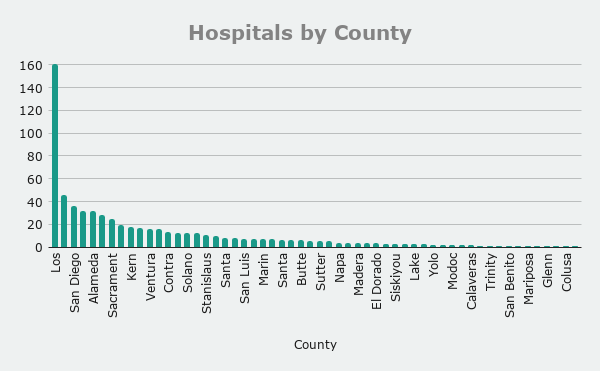 Hospitals by County
160
140
120
100
80
60
40
20
0
Los
San Diego
Alameda
Sacrament
Kern
Ventura
Contra
Solano
Stanislaus
Santa
San Luis
Marin
Santa
Butte
Sutter
Napa
Madera
El Dorado
Siskiyou
Lake
Yolo
Modoc
Calaveras
Trinity
San Benito
Mariposa
Glenn
Colusa
County